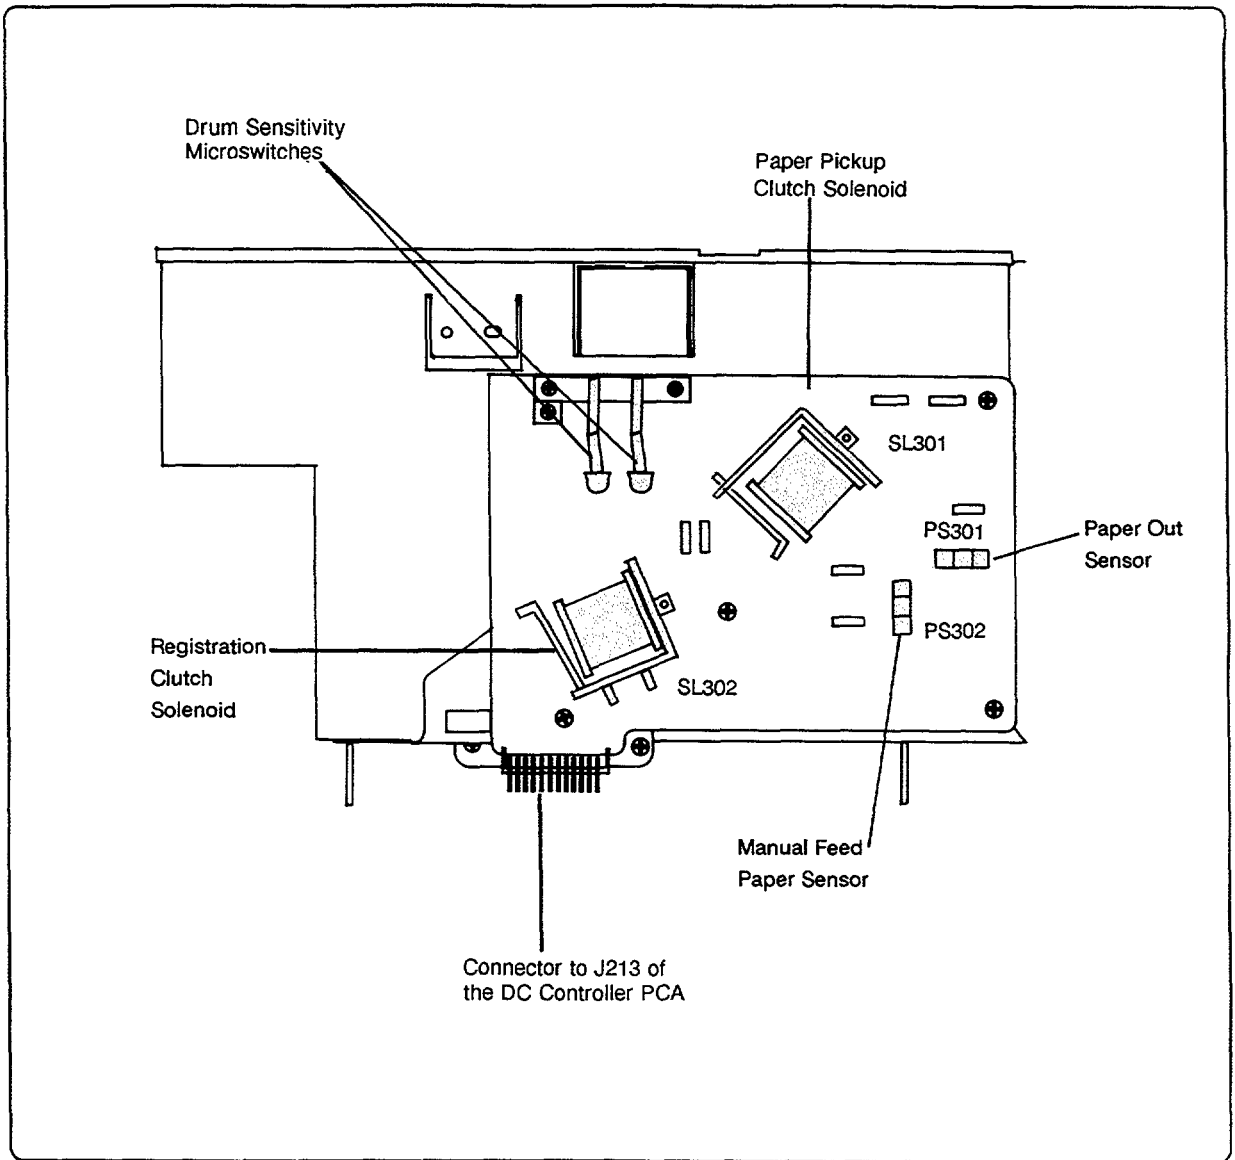 Drum Sensitivity
Microswitches
Paper Pickup
Clutch Solenoid
SL301
PS301
Paper Out
Sensor
PS302
Registration
Clutch
Solenoid
SL302
Manual Feed
Paper Sensor
Connector to J213 of
the DC Controller PCA